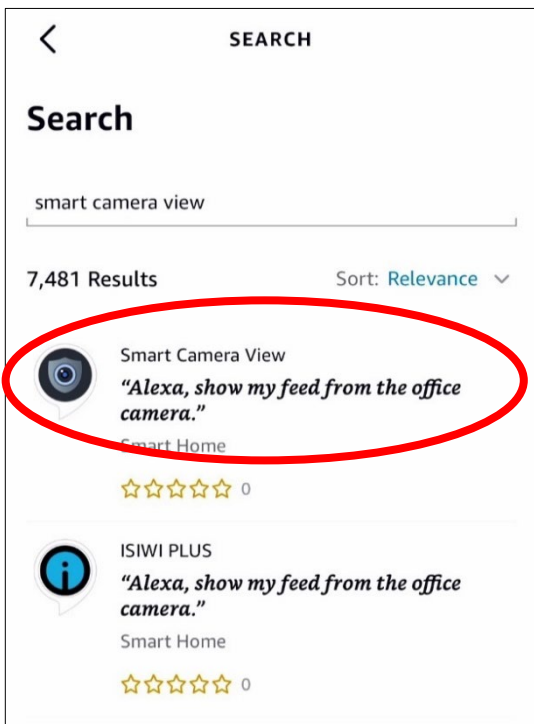 SEARCH
Search
smart camera view
7,481 Results Sort: Relevance
Smart Camera View
“Alexa, show my feed from the office
camera.”
Smart Home
0
ISIWI PLUS
“Alexa, show my feed from the office
camera.”
Smart Home
0